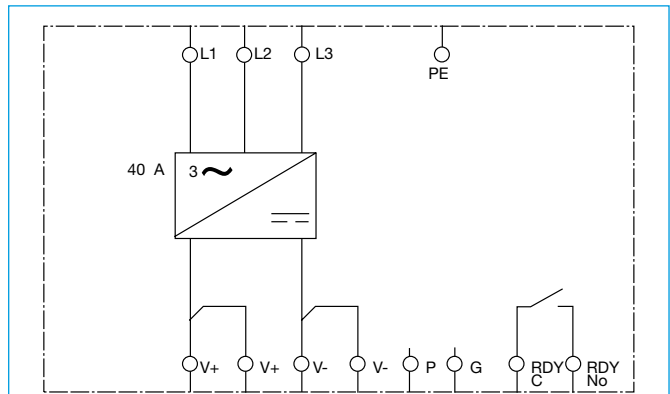 L1 L2 L3
PE
40 A 3
V+ V+ V- V- P G RDY C RDY No